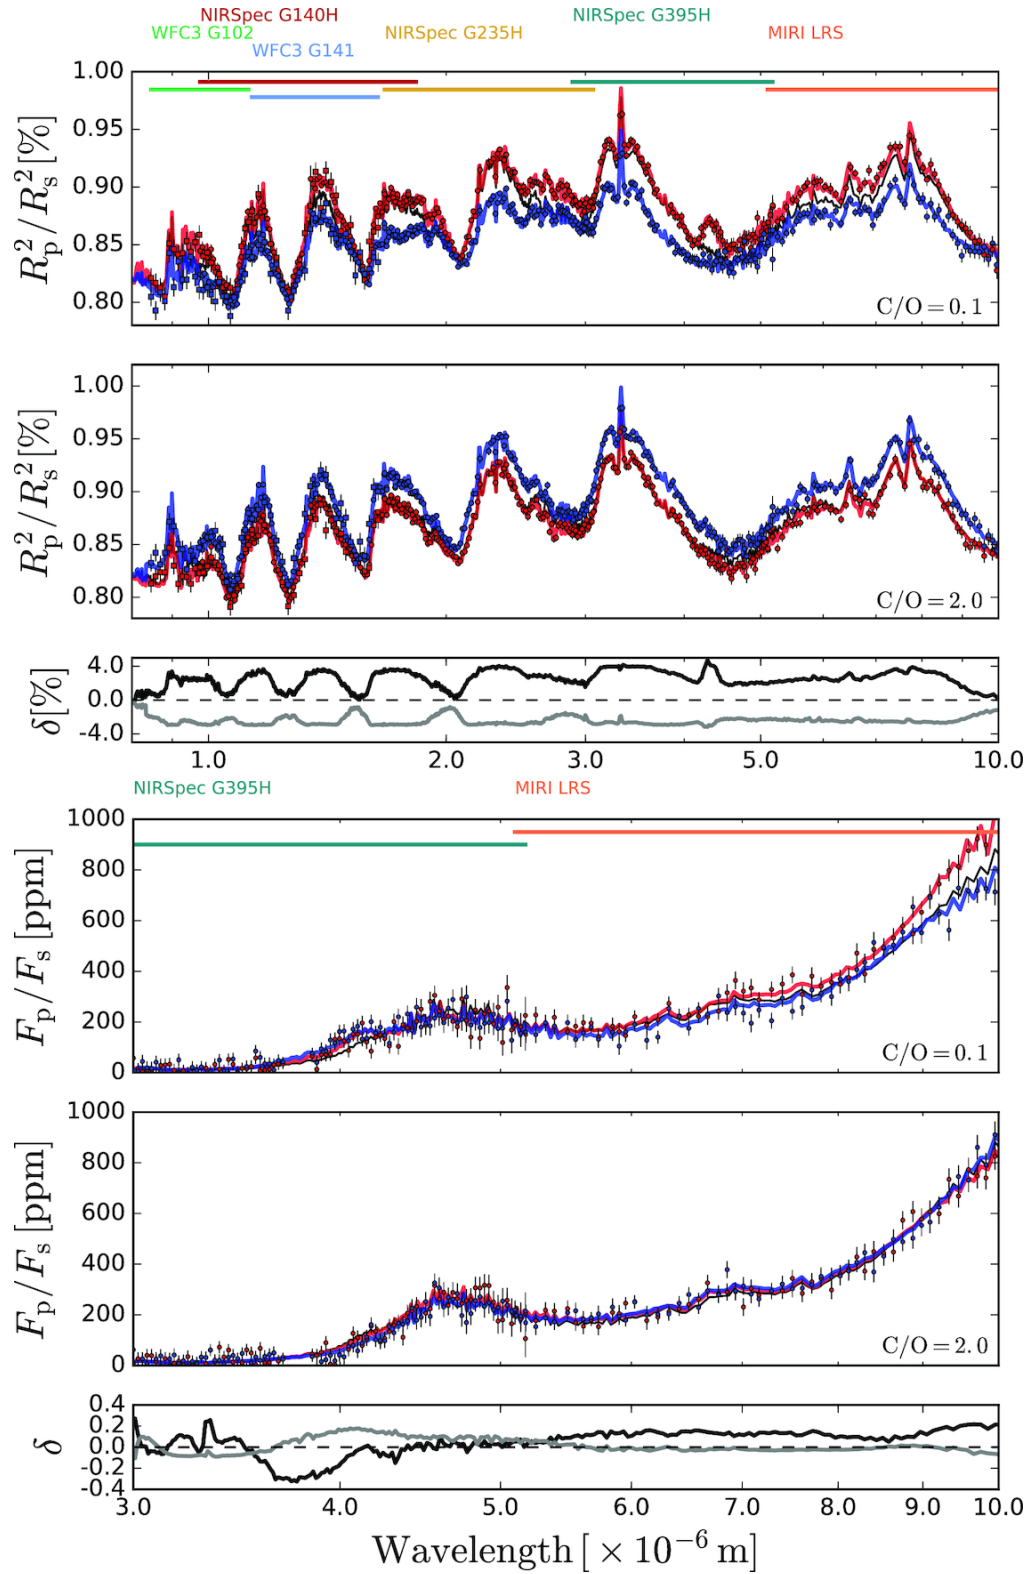 NIRSpec G140H NIRSpec G395H
WFC3 G102 NIRSpec G235H MIRI LRS
WFC3 G141
1.00
0.95
0.90
0.85
0.80
R_p^2/R_s^2[%]
C/O = 0.1
1.00
0.95
0.90
0.85
0.80
R_p^2/R_s^2[%]
C/O = 2.0
4.0
0.0
-4.0
δ[%]
1.0 2.0 3.0 5.0 10.0
NIRSpec G395H MIRI LRS
1000
800
600
400
200
0
F_p/F_s [ppm]
C/O = 0.1
1000
800
600
400
200
0
F_p/F_s [ppm]
C/O = 2.0
0.4
0.2
0.0
-0.2
-0.4
δ
3.0 4.0 5.0 6.0 7.0 8.0 9.0 10.0
Wavelength [ × 10⁻⁶ m]